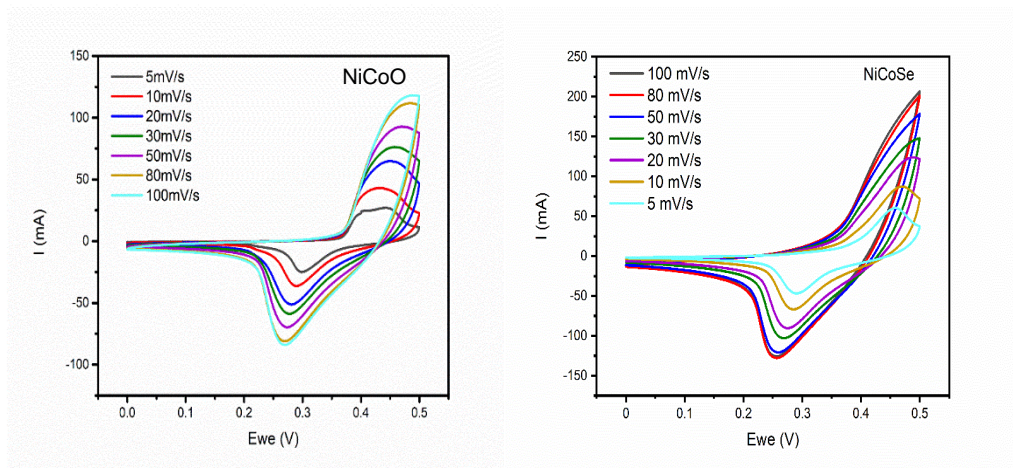 NiCoO
5mV/s
10mV/s
20mV/s
30mV/s
50mV/s
80mV/s
100mV/s
150
100
50
0
-50
-100
I (mA)
0.0 0.1 0.2 0.3 0.4 0.5
Ewe (V)
NiCoSe
100 mV/s
80 mV/s
50 mV/s
30 mV/s
20 mV/s
10 mV/s
5 mV/s
250
200
150
100
50
0
-50
-100
-150
I (mA)
0 0.1 0.2 0.3 0.4 0.5
Ewe (V)